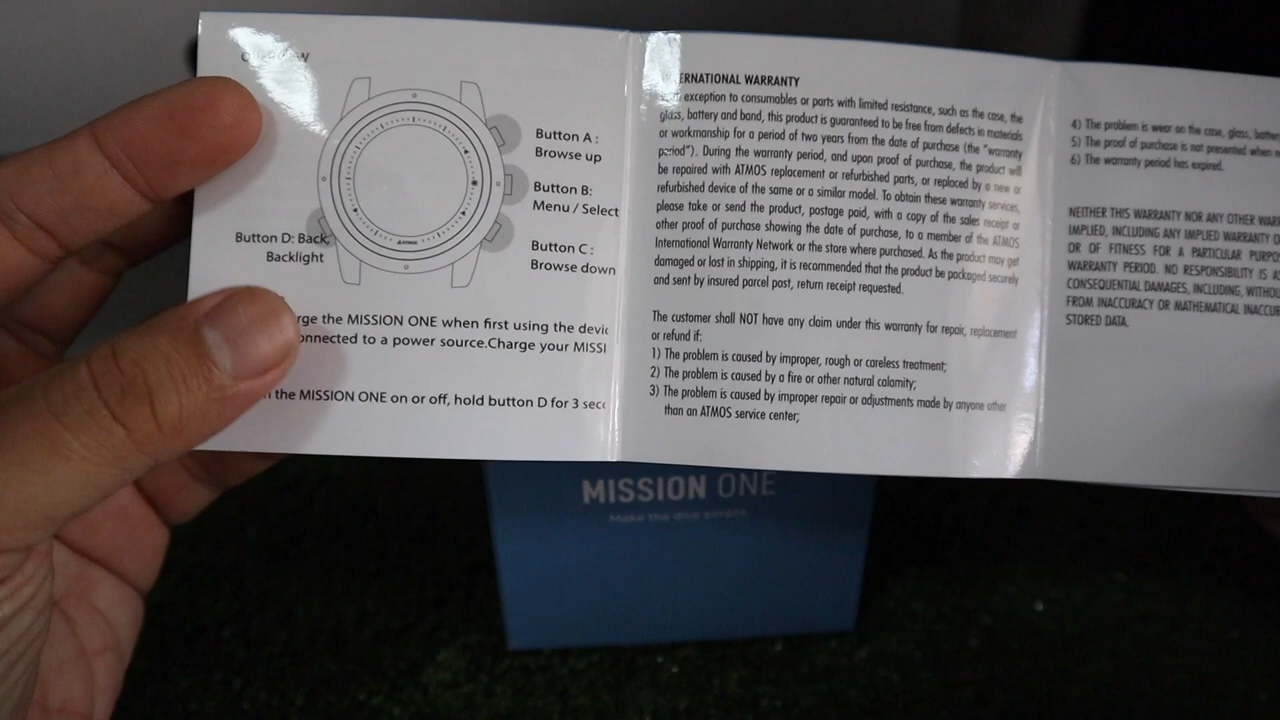 Button A :
Browse up
Button B:
Menu / Select
Button C :
Browse down
Button D: Back,
Backlight
ATMOS
the MISSION ONE when first using the
to a power source.Charge your
the MISSION ONE on or off, hold button D for 3
WARRANTY
exception to consumables or parts with limited resistance, such as the case, the
glass, battery and band, this product is guaranteed to be free from defects in materials
or workmanship for a period of two years from the date of purchase (the "warranty
period"). During the warranty period, and upon proof of purchase, the product will
be repaired with ATMOS replacement or refurbished parts, or replaced by a new or
refurbished device of the same or a similar model. To obtain these warranty services,
please take or send the product, postage paid, with a copy of the sales receipt or
other proof of purchase showing the date of purchase, to a member of the ATMOS
International Warranty Network or the store where purchased. As the product may get
damaged or lost in shipping, it is recommended that the product be packaged securely
and sent by insured parcel post, return receipt requested.
The customer shall NOT have any claim under this warranty for repair, replacement
or refund if:
1) The problem is caused by improper, rough or careless treatment;
2) The problem is caused by a fire or other natural calamity;
3) The problem is caused by improper repair or adjustments made by anyone other
than an ATMOS service center;
4) The problem is wear on the case, glass,
5) The proof of purchase is not presented when
6) The warranty period has expired.
NEITHER THIS WARRANTY NOR ANY OTHER
IMPLIED, INCLUDING ANY IMPLIED WARRANTY
OR OF FITNESS FOR A PARTICULAR
WARRANTY PERIOD. NO RESPONSIBILITY IS
CONSEQUENTIAL DAMAGES, INCLUDING,
FROM INACCURACY OR MATHEMATICAL
STORED DATA.
MISSION ONE
Make the dive simple